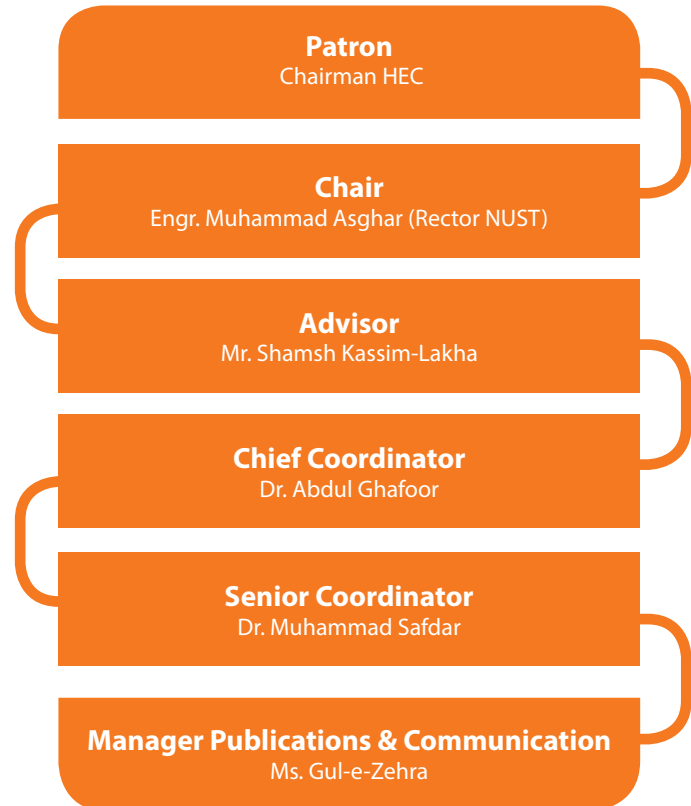 Patron
Chairman HEC
Chair
Engr. Muhammad Asghar (Rector NUST)
Advisor
Mr. Shamsh Kassim-Lakha
Chief Coordinator
Dr. Abdul Ghafoor
Senior Coordinator
Dr. Muhammad Safdar
Manager Publications & Communication
Ms. Gul-e-Zehra